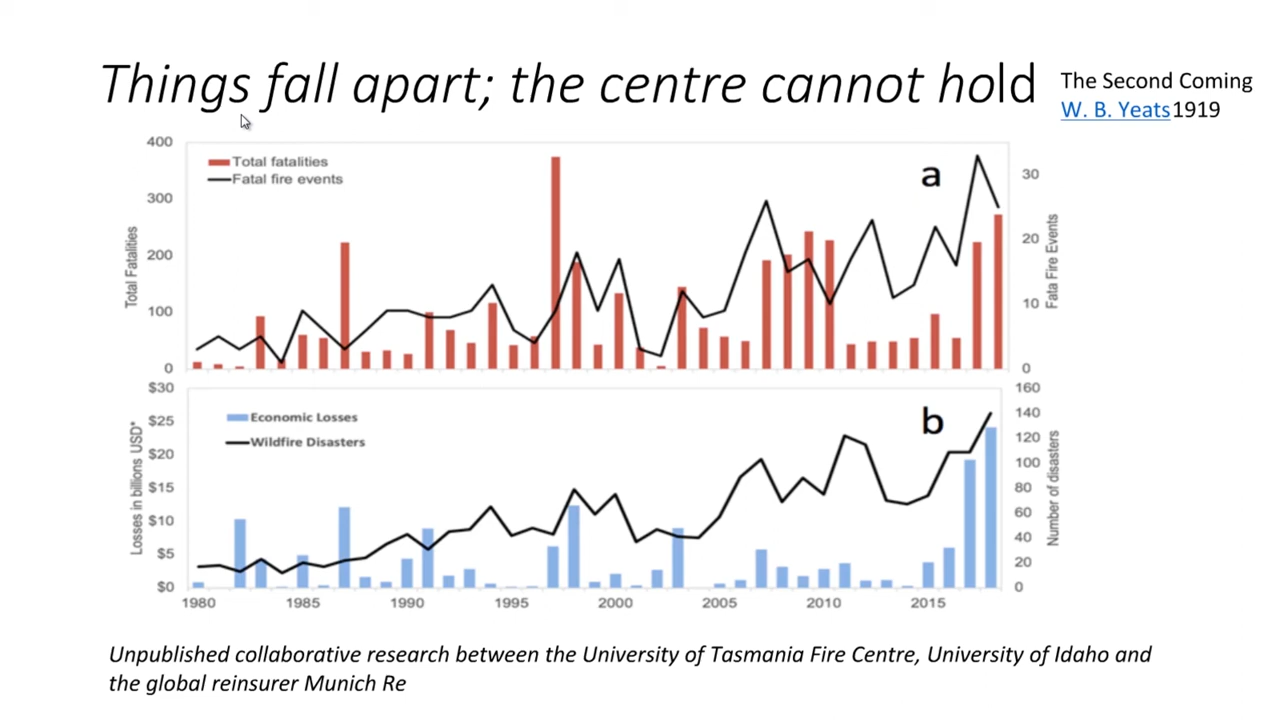 Things fall apart; the centre cannot hold
The Second Coming
W. B. Yeats 1919
400
300
200
100
0
Total Fatalities
Total fatalities
Fatal fire events
a
30
20
10
0
Fata Fire Events
$30
$25
$20
$15
$10
$5
$0
Losses in billions USD*
Economic Losses
Wildfire Disasters
b
160
140
120
100
80
60
40
20
0
Number of disasters
1980 1985 1990 1995 2000 2005 2010 2015
Unpublished collaborative research between the University of Tasmania Fire Centre, University of Idaho and
the global reinsurer Munich Re